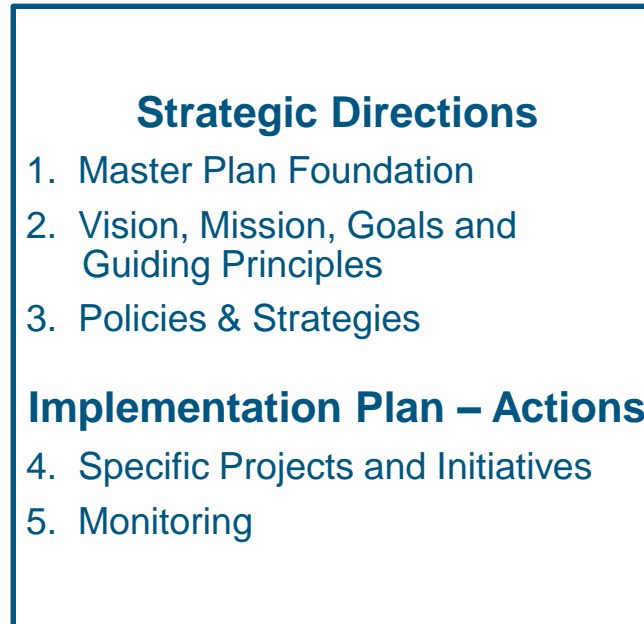 Strategic Directions
1. Master Plan Foundation
2. Vision, Mission, Goals and
Guiding Principles
3. Policies & Strategies
Implementation Plan – Actions
4. Specific Projects and Initiatives
5. Monitoring